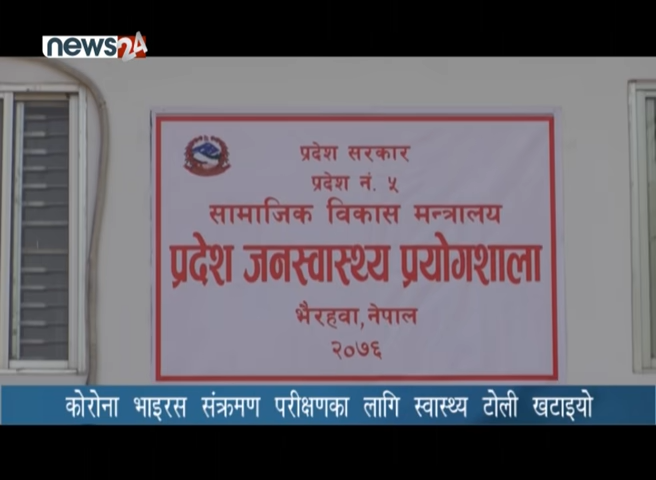 news24
प्रदेश सरकार
प्रदेश नं. ५
सामाजिक विकास मन्त्रालय
प्रदेश जनस्वास्थ्य प्रयोगशाला
भैरहवा, नेपाल
२०७६
कोरोना भाइरस संक्रमण परीक्षणका लागि स्वास्थ्य टोली खटाइयो